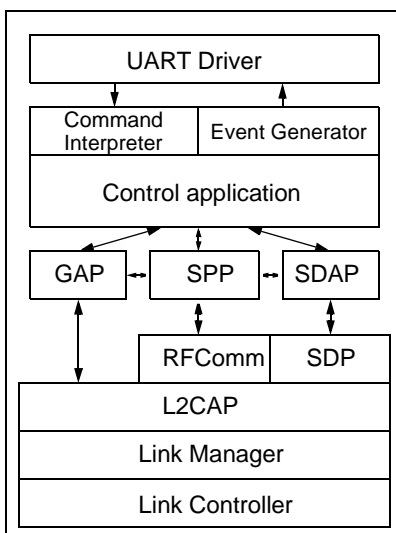 UART Driver
Command
Interpreter
Event Generator
Control application
GAP
SPP
SDAP
RFComm
SDP
L2CAP
Link Manager
Link Controller